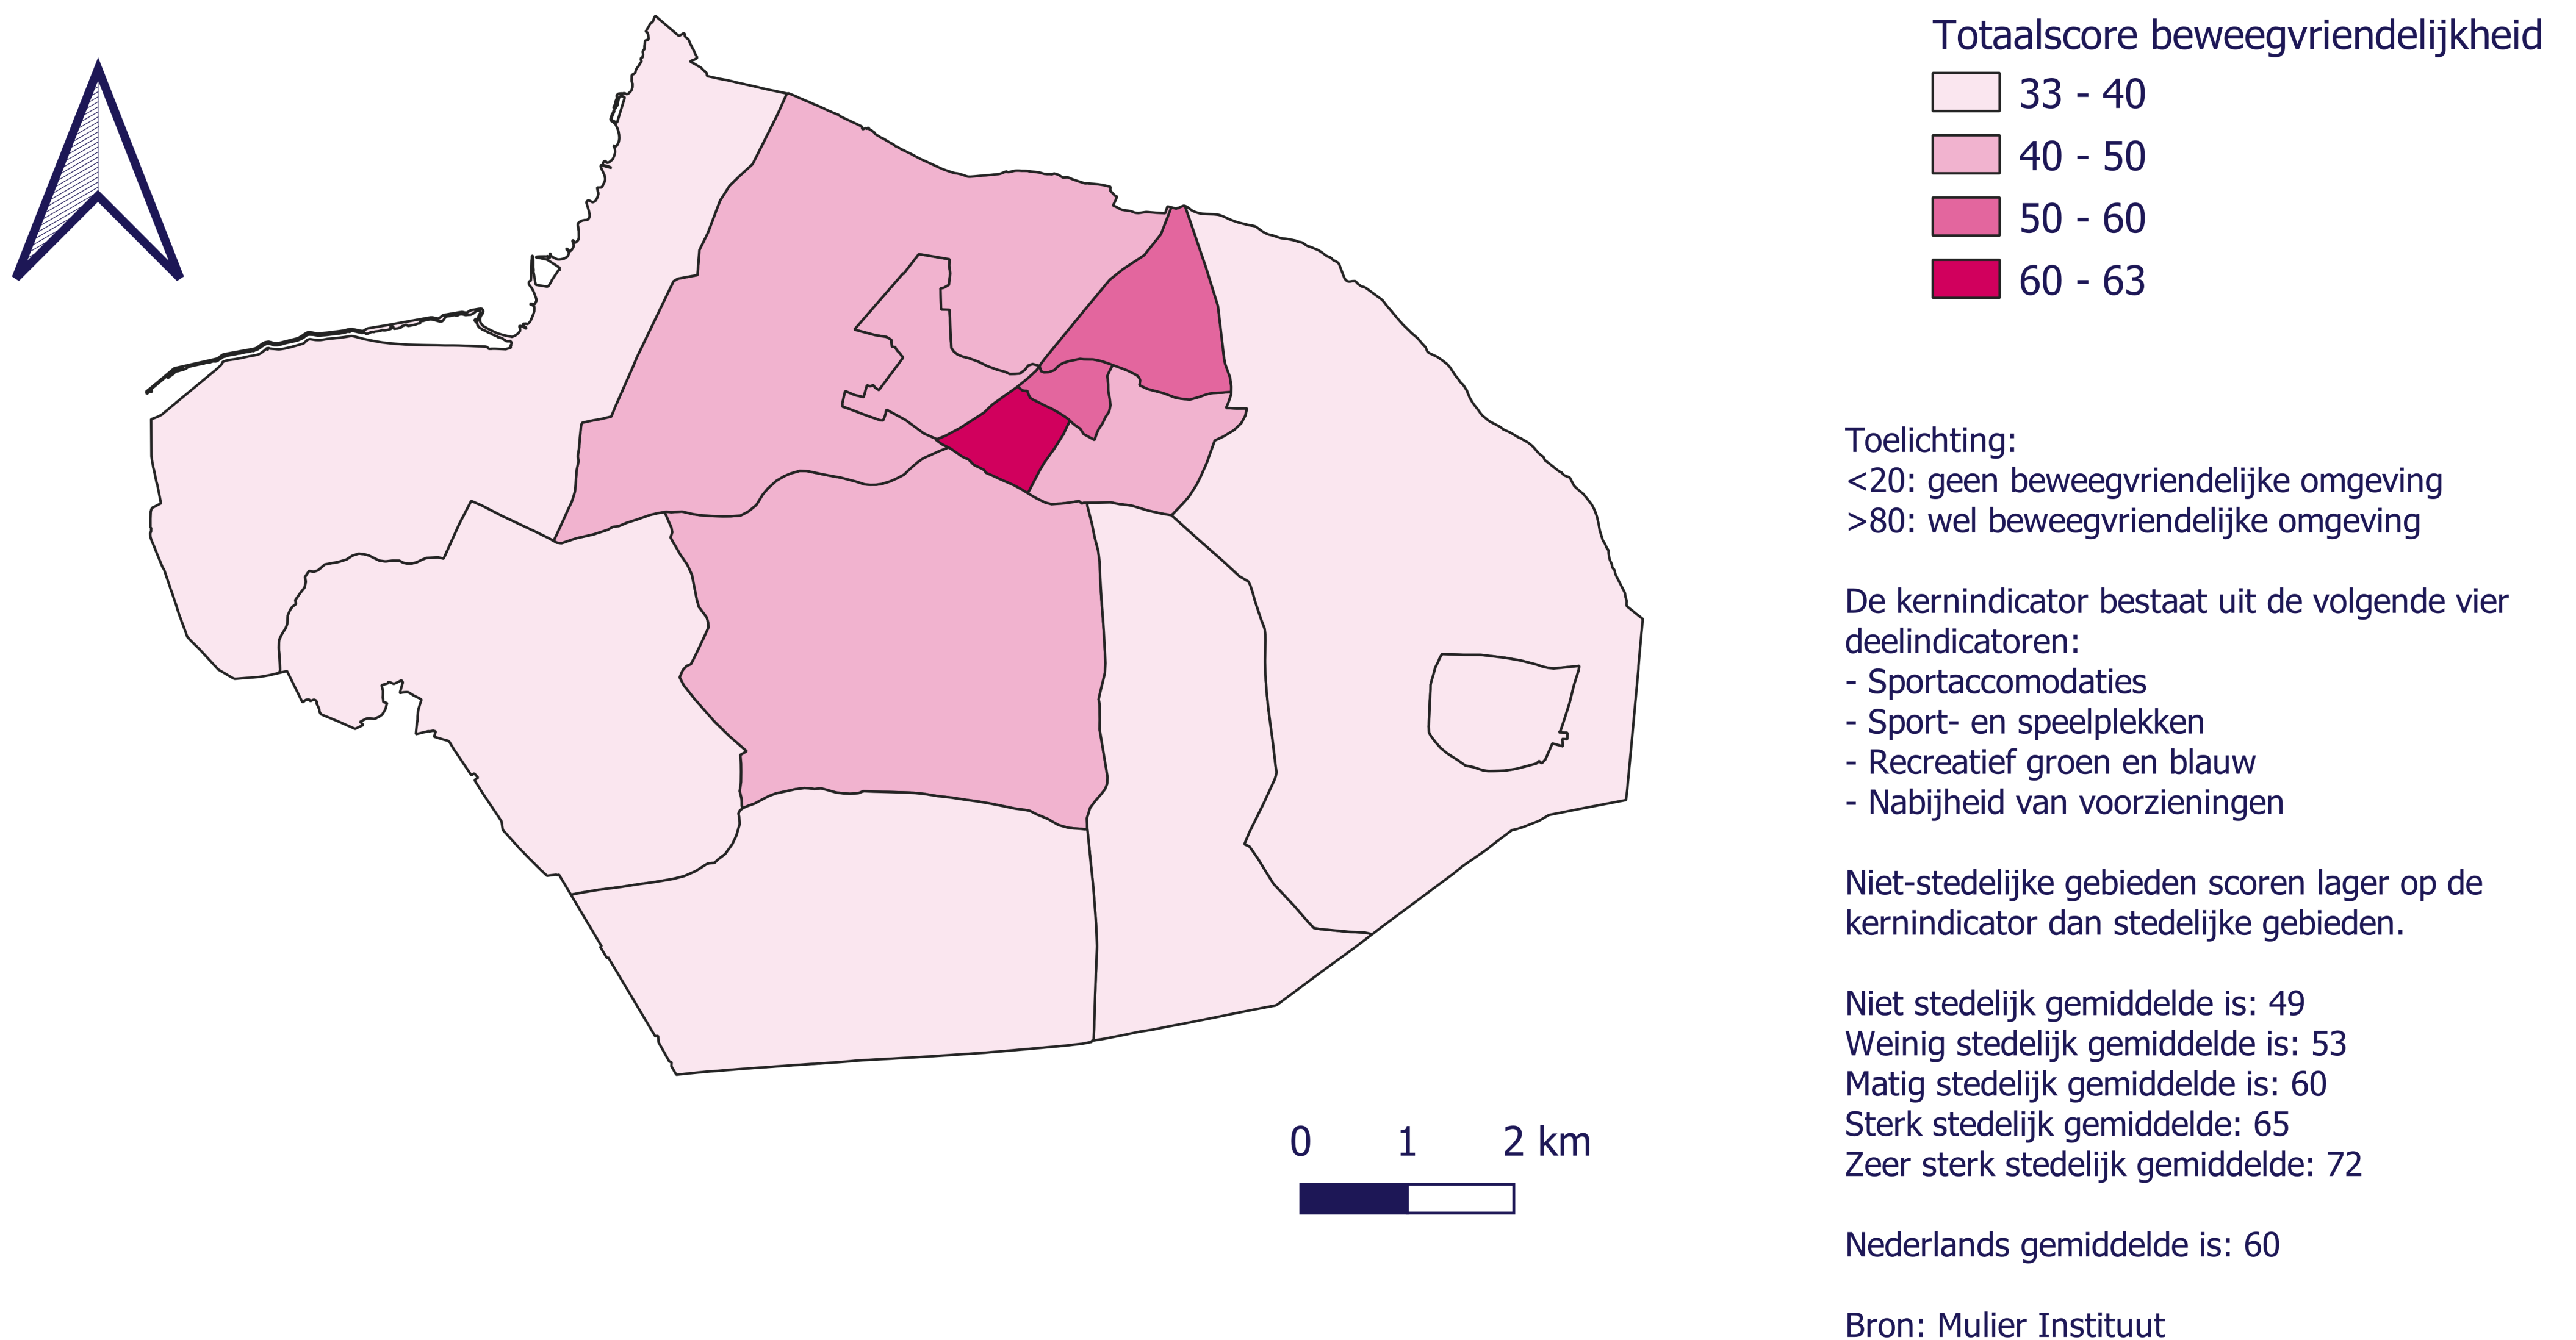 Totaalscore beweegvriendelijkheid
33 - 40
40 - 50
50 - 60
60 - 63
Toelichting:
<20: geen beweegvriendelijke omgeving
>80: wel beweegvriendelijke omgeving
De kernindicator bestaat uit de volgende vier
deelindicatoren:
- Sportaccomodaties
- Sport- en speelplekken
- Recreatief groen en blauw
- Nabijheid van voorzieningen
Niet-stedelijke gebieden scoren lager op de
kernindicator dan stedelijke gebieden.
Niet stedelijk gemiddelde is: 49
Weinig stedelijk gemiddelde is: 53
Matig stedelijk gemiddelde is: 60
Sterk stedelijk gemiddelde: 65
Zeer sterk stedelijk gemiddelde: 72
Nederlands gemiddelde is: 60
Bron: Mulier Instituut
0 1 2 km